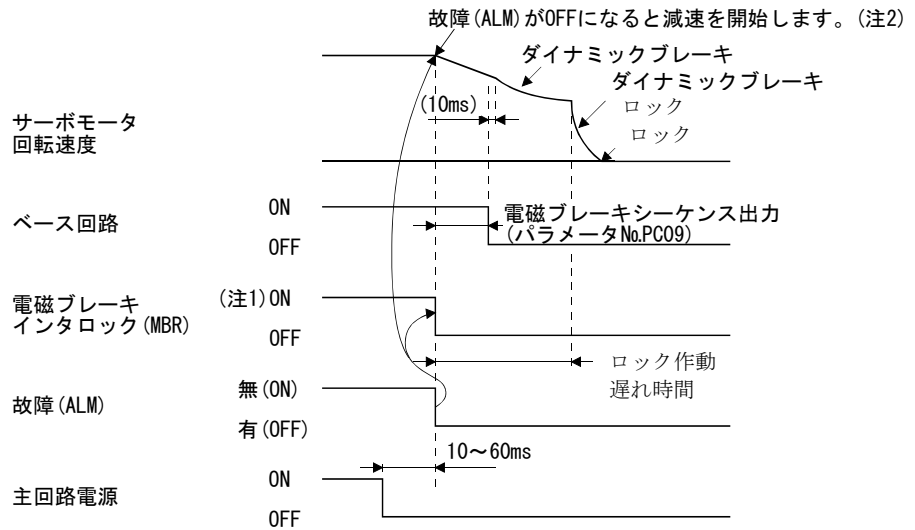 故障(ALM)がOFFになると減速を開始します。(注2)
ダイナミックブレーキ
ダイナミックブレーキ
ロック
ロック
(10ms)
サーボモータ
回転速度
ベース回路
ON
OFF
電磁ブレーキシーケンス出力
(パラメータNo.PC09)
電磁ブレーキ
インタロック(MBR)
(注1)ON
OFF
ロック作動
遅れ時間
故障(ALM)
無(ON)
有(OFF)
10~60ms
主回路電源
ON
OFF